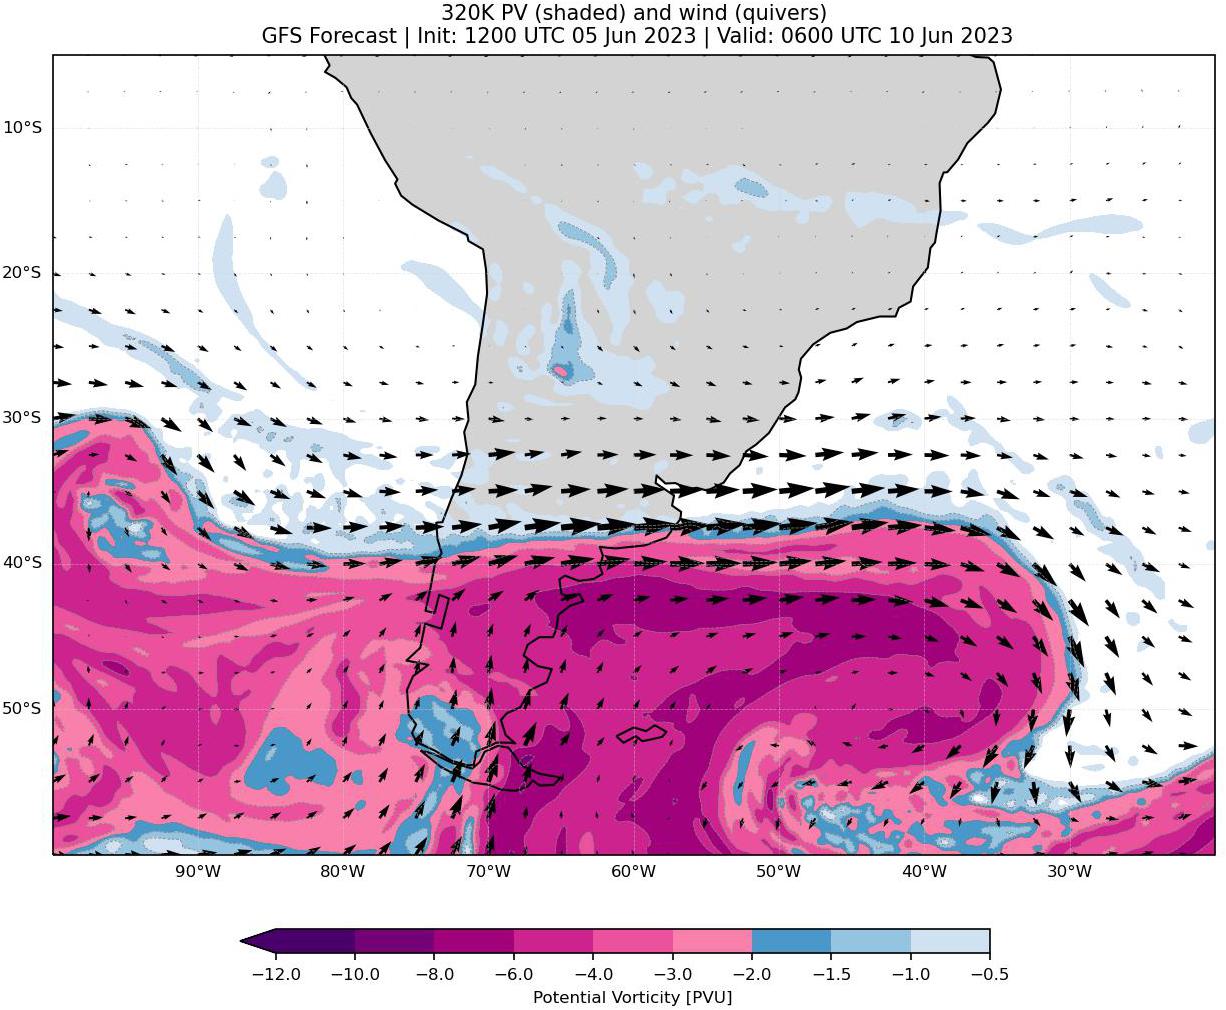 320K PV (shaded) and wind (quivers)
GFS Forecast | Init: 1200 UTC 05 Jun 2023 | Valid: 0600 UTC 10 Jun 2023
10°S
20°S
30°S
40°S
50°S
90°W
80°W
70°W
60°W
50°W
40°W
30°W
−12.0
−10.0
−8.0
−6.0
−4.0
−3.0
−2.0
−1.5
−1.0
−0.5
Potential Vorticity [PVU]